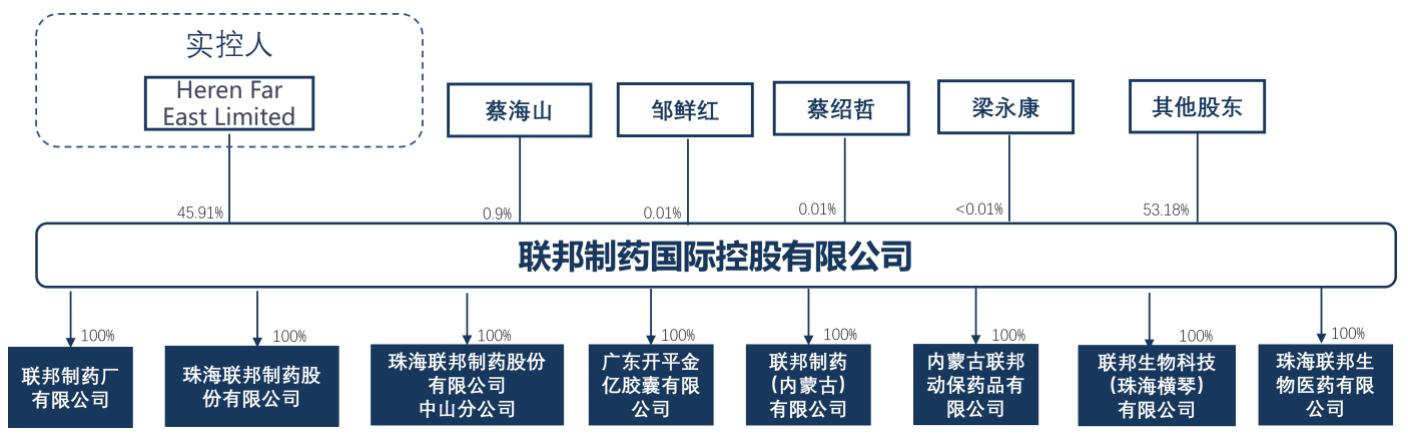 实控人
Heren Far
East Limited
蔡海山
邹鲜红
蔡绍哲
梁永康
其他股东
45.91%
0.9%
0.01%
0.01%
<0.01%
53.18%
联邦制药国际控股有限公司
100%
100%
100%
100%
100%
100%
100%
100%
联邦制药厂
有限公司
珠海联邦制药股
份有限公司
珠海联邦制药股份
有限公司
中山分公司
广东开平金
亿胶囊有限
公司
联邦制药
(内蒙古)
有限公司
内蒙古联邦
动保药品有
限公司
联邦生物科技
(珠海横琴)
有限公司
珠海联邦生
物医药有限
公司